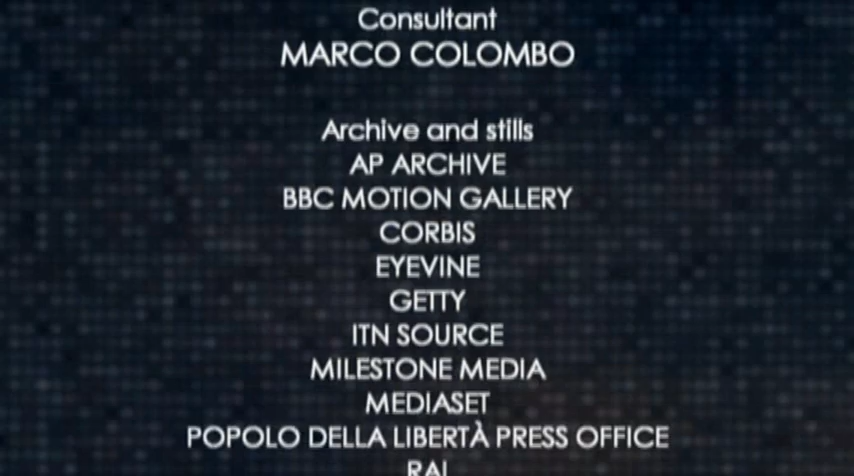 Consultant
MARCO COLOMBO
Archive and stills
AP ARCHIVE
BBC MOTION GALLERY
CORBIS
EYEVINE
GETTY
ITN SOURCE
MILESTONE MEDIA
MEDIASET
POPOLO DELLA LIBERTÀ PRESS OFFICE
RAI